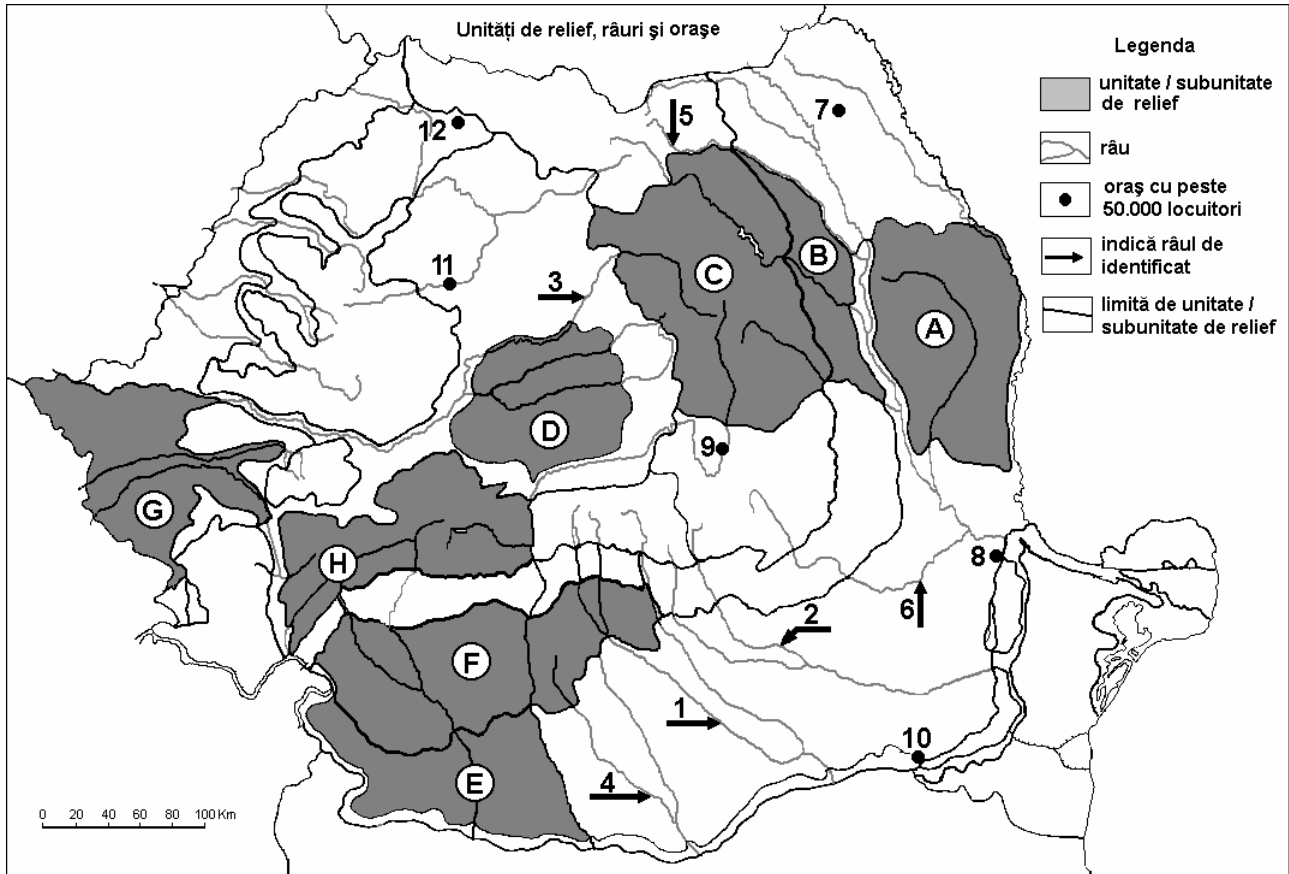 Unităţi de relief, râuri şi oraşe
Legenda
unitate / subunitate
de relief
râu
oraş cu peste
50.000 locuitori
indică râul de
identificat
limită de unitate /
subunitate de relief
12
5
7
B
C
11
3
A
D
9
G
H
8
6
2
F
1
10
E
4
0 20 40 60 80 100 Km